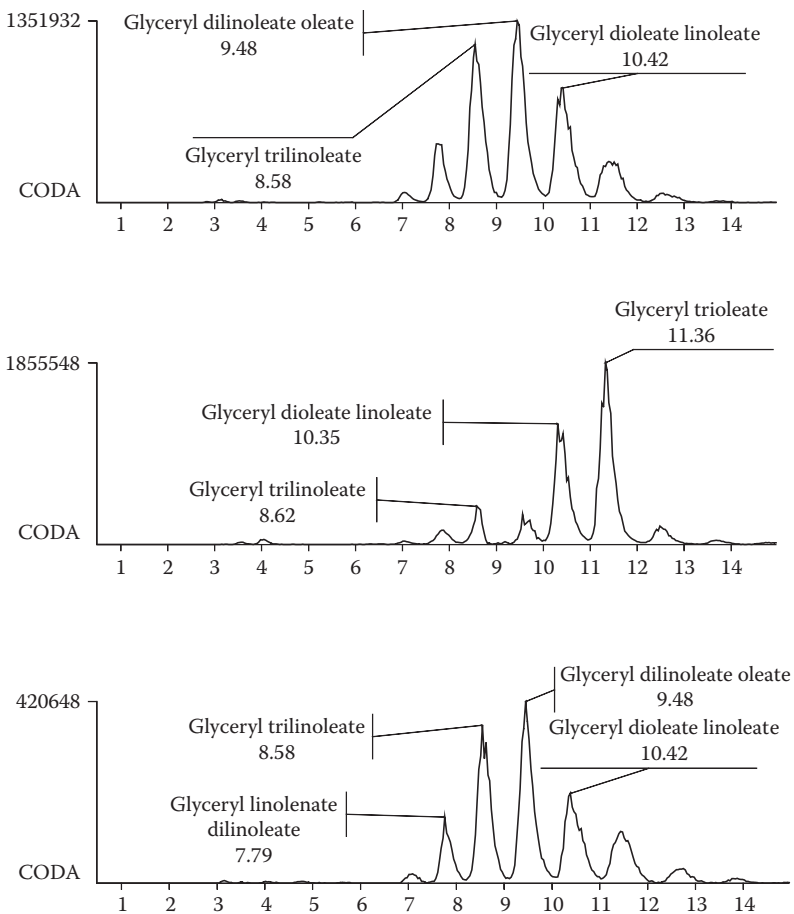 1351932
Glyceryl dilinoleate oleate
9.48
Glyceryl dioleate linoleate
10.42
Glyceryl trilinoleate
8.58
CODA
1 2 3 4 5 6 7 8 9 10 11 12 13 14
Glyceryl trioleate
11.36
1855548
Glyceryl dioleate linoleate
10.35
Glyceryl trilinoleate
8.62
CODA
1 2 3 4 5 6 7 8 9 10 11 12 13 14
420648
Glyceryl dilinoleate oleate
9.48
Glyceryl trilinoleate
8.58
Glyceryl dioleate linoleate
10.42
Glyceryl linolenate
dilinoleate
7.79
CODA
1 2 3 4 5 6 7 8 9 10 11 12 13 14